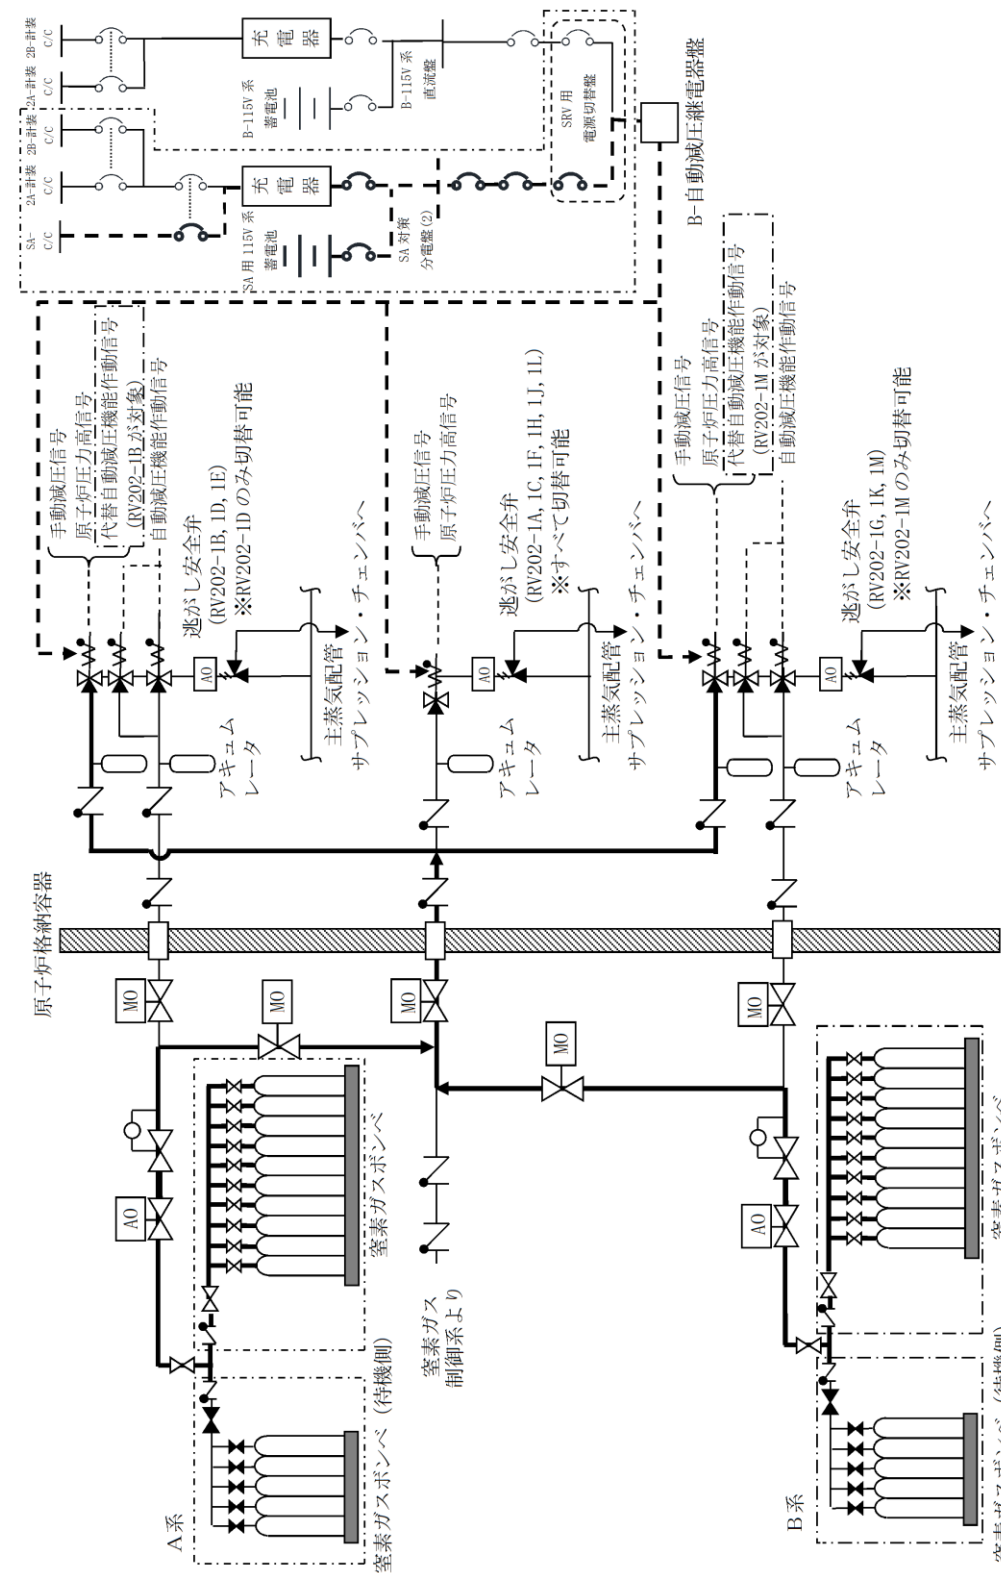 A系
窒素ガスボンベ (待機側)
窒素ガスボンベ
AO
MO
MO
原子炉格納容器
アキュム
レータ
AO
主蒸気配管
サプレッション・チェンバへ
逃がし安全弁
(RV202-1B, 1D, 1E)
※RV202-1Dのみ切替可能
手動減圧信号
原子炉圧力高信号
代替自動減圧機能作動信号
(RV202-1Bが対象)
自動減圧機能作動信号
SA-
C/C
2A-計装
C/C
2B-計装
C/C
2A-計装
C/C
2B-計装
C/C
充電器
充電器
SA用115V系
蓄電池
B-115V系
蓄電池
SA対策
分電盤(2)
B-115V系
直流盤
SRV用
電源切替盤
B-自動減圧継電器盤
窒素ガス
制御系より
MO
MO
アキュム
レータ
AO
主蒸気配管
サプレッション・チェンバへ
逃がし安全弁
(RV202-1A, 1C, 1F, 1H, 1J, 1L)
※すべて切替可能
手動減圧信号
原子炉圧力高信号
B系
窒素ガスボンベ (待機側)
窒素ガスボンベ
AO
MO
アキュム
レータ
AO
主蒸気配管
サプレッション・チェンバへ
逃がし安全弁
(RV202-1G, 1K, 1M)
※RV202-1Mのみ切替可能
手動減圧信号
原子炉圧力高信号
代替自動減圧機能作動信号
(RV202-1Mが対象)
自動減圧機能作動信号